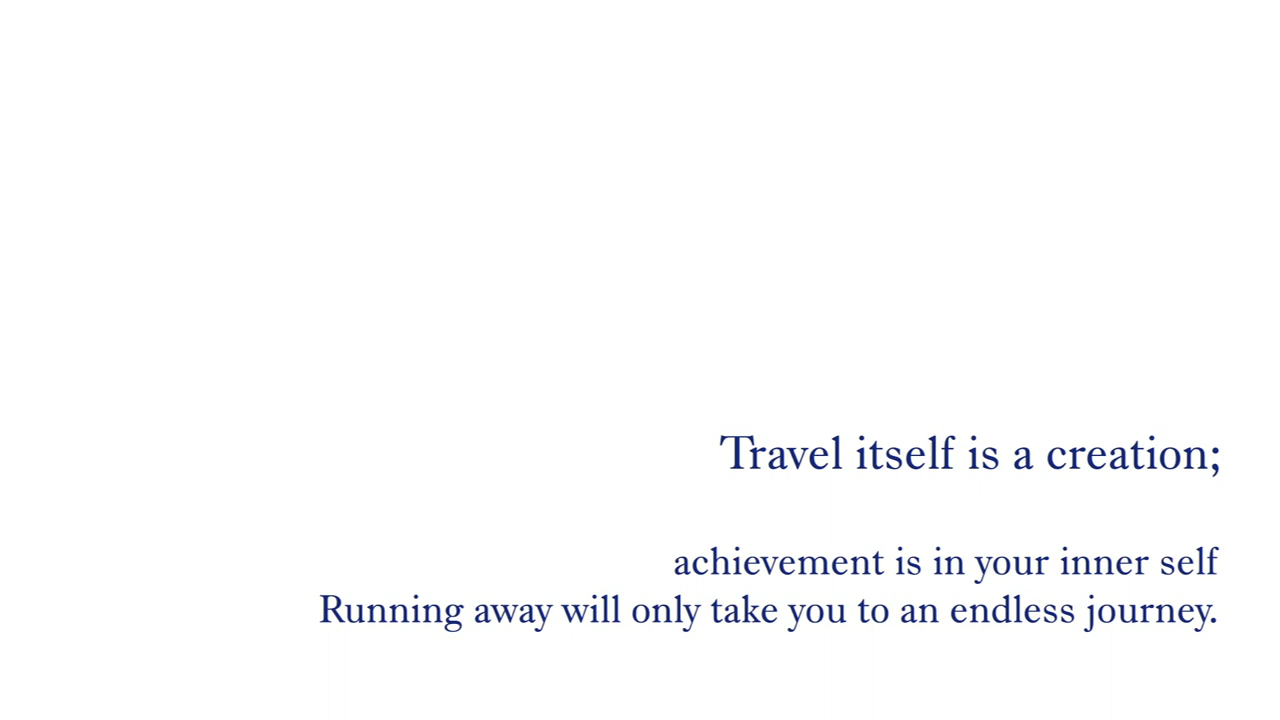 Travel itself is a creation;
achievement is in your inner self
Running away will only take you to an endless journey.